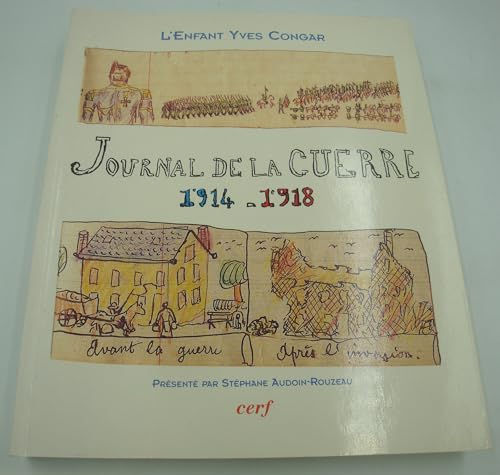 L'ENFANT YVES CONGAR
JOURNAL DE LA GUERRE
1914 - 1918
Avant la guerre
Après l'invasion.
PRÉSENTÉ PAR STÉPHANE AUDOIN-ROUZEAU
cerf